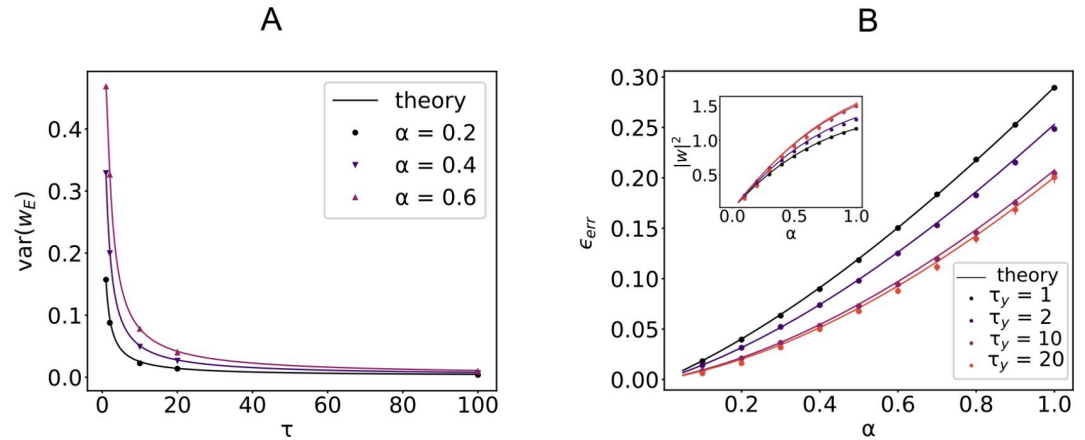 A
var(w_E)
0.4
0.3
0.2
0.1
0.0
0 20 40 60 80 100
τ
theory
α = 0.2
α = 0.4
α = 0.6
B
ϵ_err
0.30
0.25
0.20
0.15
0.10
0.05
0.00
0.2 0.4 0.6 0.8 1.0
α
|w|²
1.5
1.0
0.5
0.0 0.5 1.0
α
theory
τ_y = 1
τ_y = 2
τ_y = 10
τ_y = 20